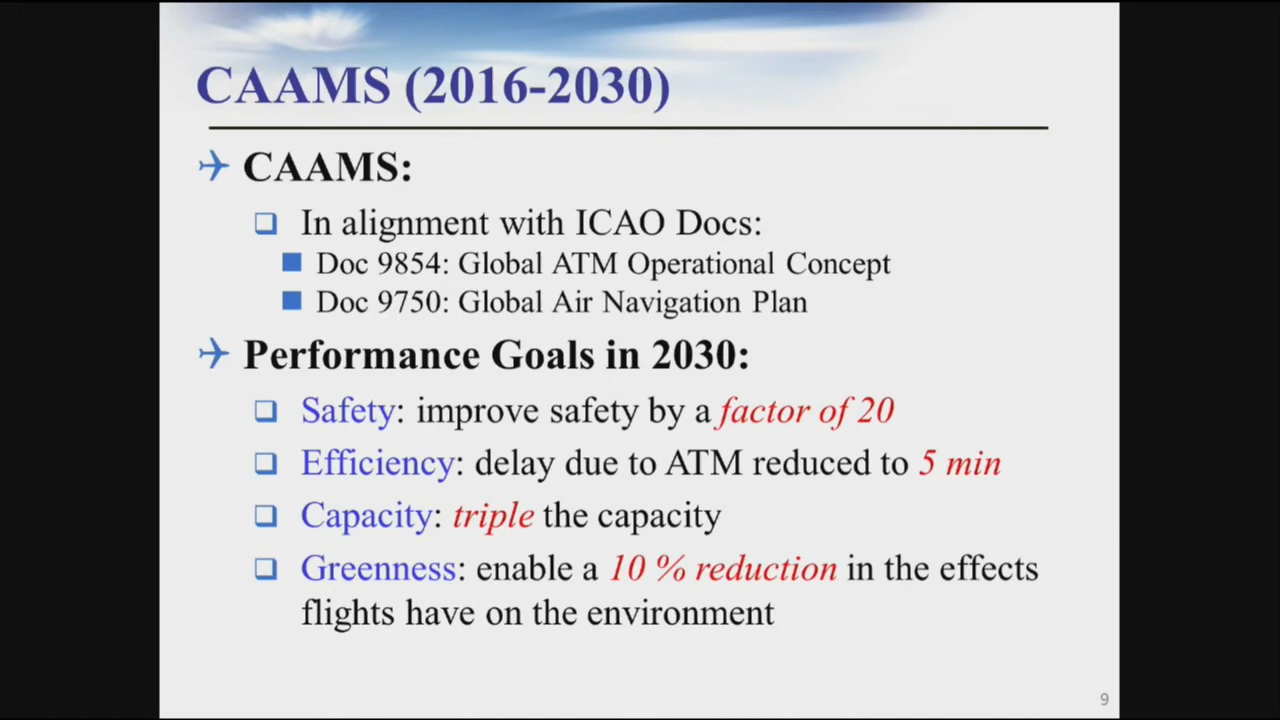 CAAMS (2016-2030)
CAAMS:
In alignment with ICAO Docs:
Doc 9854: Global ATM Operational Concept
Doc 9750: Global Air Navigation Plan
Performance Goals in 2030:
Safety: improve safety by a factor of 20
Efficiency: delay due to ATM reduced to 5 min
Capacity: triple the capacity
Greenness: enable a 10 % reduction in the effects
flights have on the environment
9